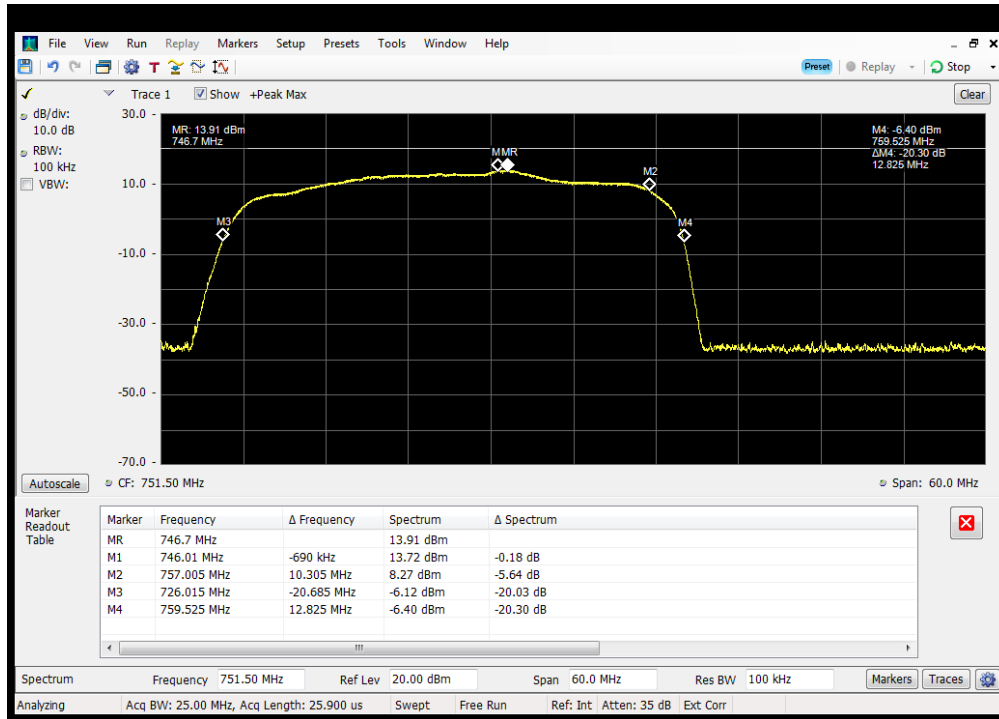 File View Run Replay Markers Setup Presets Tools Window Help
T Preset Replay Stop
Trace 1 Show +Peak Max Clear
dB/div:
10.0 dB
RBW:
100 kHz
VBW:
30.0
10.0
-10.0
-30.0
-50.0
-70.0
MR: 13.91 dBm
746.7 MHz
M4: -6.40 dBm
759.525 MHz
ΔM4: -20.30 dB
12.825 MHz
MMR
M2
M3
M4
Autoscale CF: 751.50 MHz Span: 60.0 MHz
Marker
Readout
Table
Marker Frequency Δ Frequency Spectrum Δ Spectrum
MR 746.7 MHz 13.91 dBm
M1 746.01 MHz -690 kHz 13.72 dBm -0.18 dB
M2 757.005 MHz 10.305 MHz 8.27 dBm -5.64 dB
M3 726.015 MHz -20.685 MHz -6.12 dBm -20.03 dB
M4 759.525 MHz 12.825 MHz -6.40 dBm -20.30 dB
Spectrum Frequency 751.50 MHz Ref Lev 20.00 dBm Span 60.0 MHz Res BW 100 kHz Markers Traces
Analyzing Acq BW: 25.00 MHz, Acq Length: 25.900 us Swept Free Run Ref: Int Atten: 35 dB Ext Corr